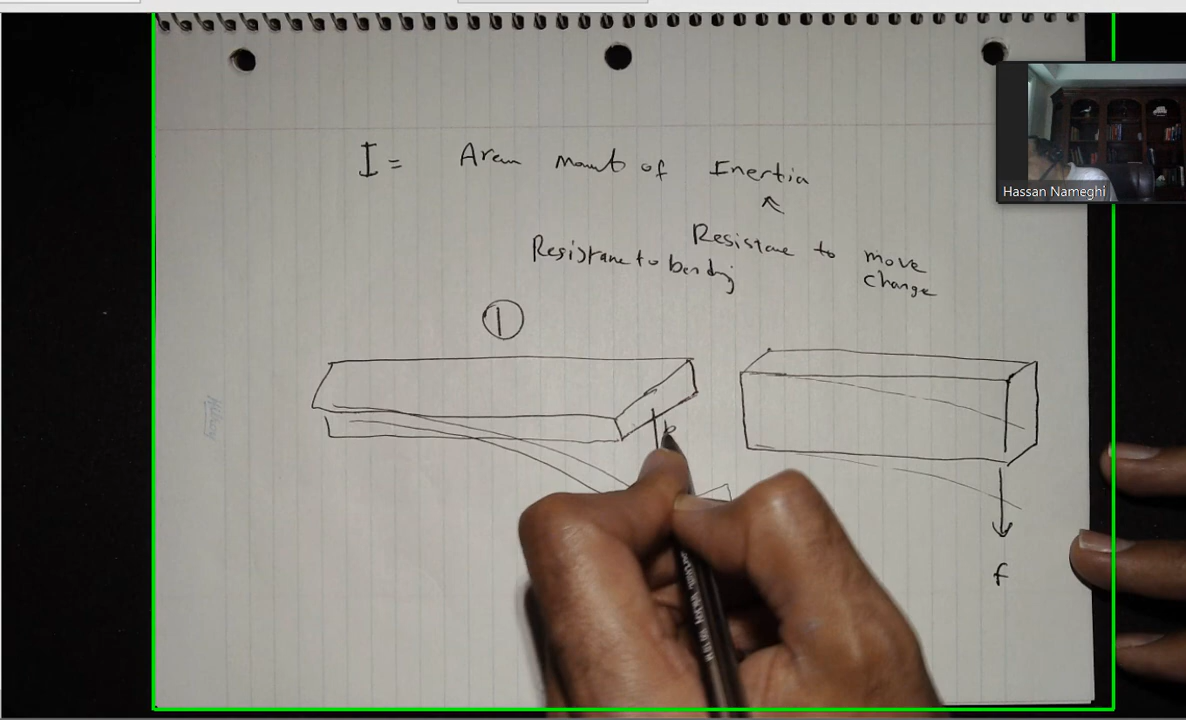 I = Area Moment of Inertia
Resistance to move
change
Resistance to bending
1
f
Hassan Nameghi